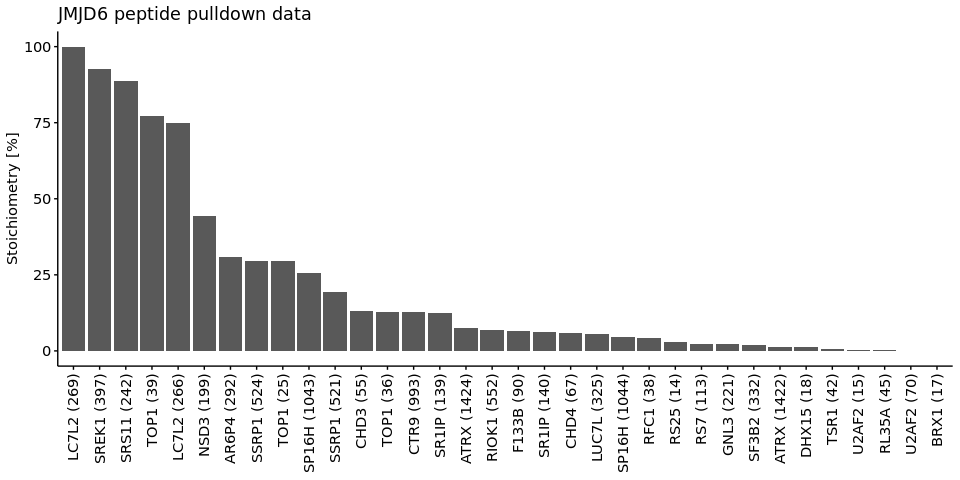 JMJD6 peptide pulldown data
Stoichiometry [%]
100
75
50
25
0
LC7L2 (269)
SREK1 (397)
SRS11 (242)
TOP1 (39)
LC7L2 (266)
NSD3 (199)
AR6P4 (292)
SSRP1 (524)
TOP1 (25)
SP16H (1043)
SSRP1 (521)
CHD3 (55)
TOP1 (36)
CTR9 (993)
SR1IP (139)
ATRX (1424)
RIOK1 (552)
F133B (90)
SR1IP (140)
CHD4 (67)
LUC7L (325)
SP16H (1044)
RFC1 (38)
RS25 (14)
RS7 (113)
GNL3 (221)
SF3B2 (332)
ATRX (1422)
DHX15 (18)
TSR1 (42)
U2AF2 (15)
RL35A (45)
U2AF2 (70)
BRX1 (17)